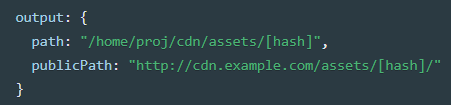 output: {
  path: "/home/proj/cdn/assets/[hash]",
  publicPath: "http://cdn.example.com/assets/[hash]/"
}